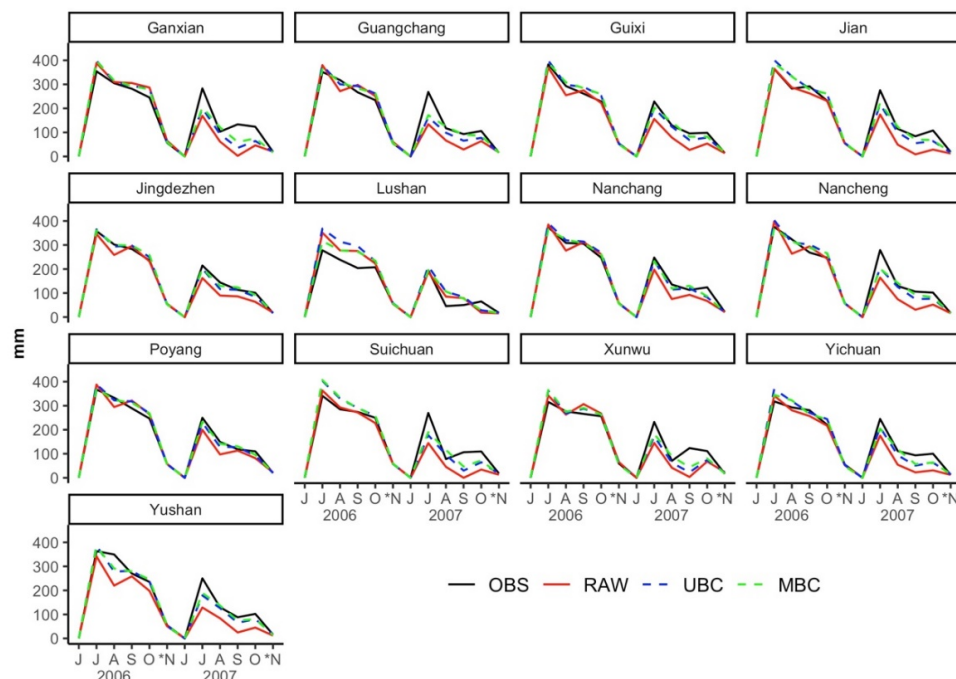 Ganxian Guangchang Guixi Jian
400
300
200
100
0
Jingdezhen Lushan Nanchang Nancheng
400
300
200
100
0
mm
Poyang Suichuan Xunwu Yichuan
400
300
200
100
0
J J A S O *N J J A S O *N J J A S O *N J J A S O *N J J A S O *N J J A S O *N
2006 2007 2006 2007 2006 2007
Yushan
400
300
200
100
0
OBS RAW UBC MBC
J J A S O *N J J A S O *N
2006 2007